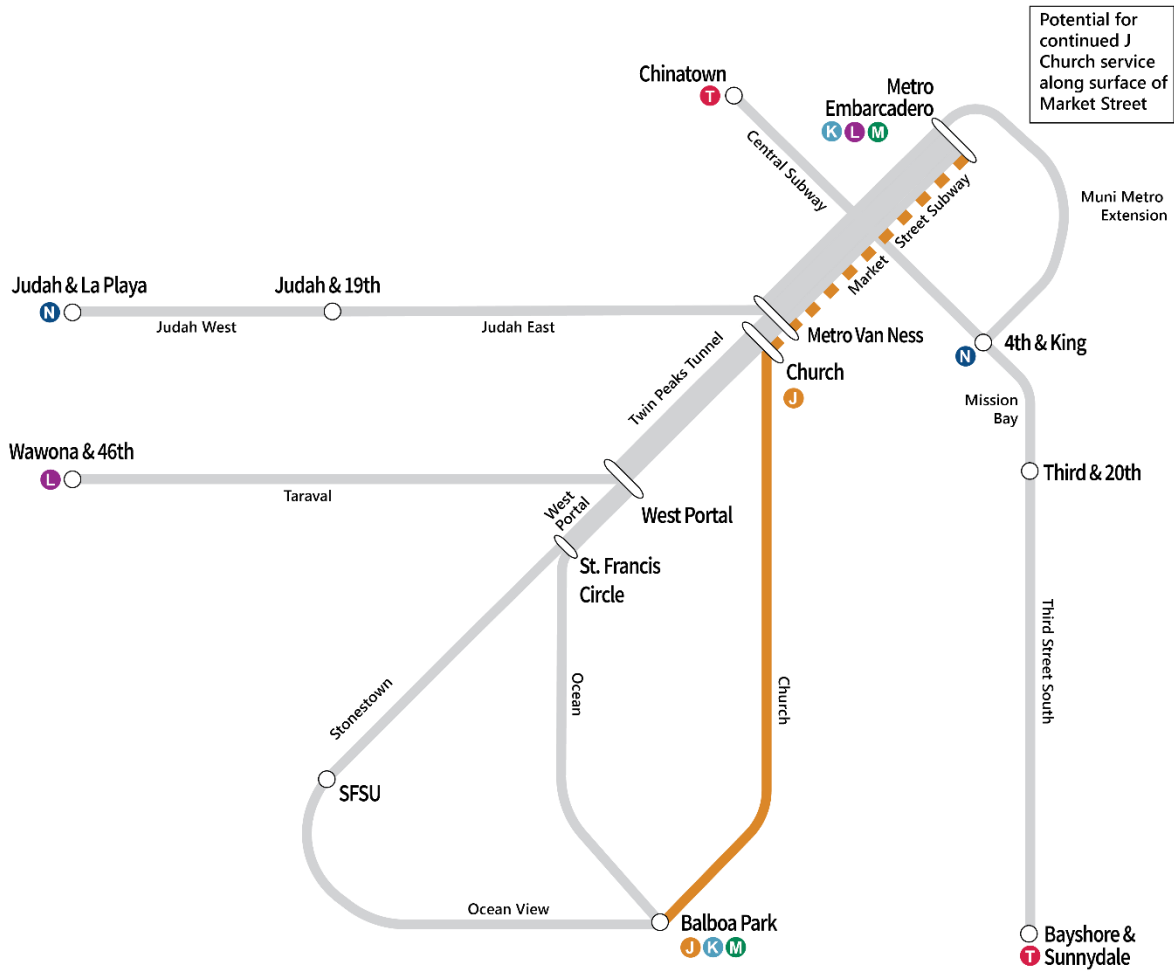 Potential for
continued J
Church service
along surface of
Market Street
Chinatown
T
Metro
Embarcadero
K L M
Central Subway
Market Street Subway
Muni Metro
Extension
Judah & La Playa
N
Judah West
Judah & 19th
Judah East
Metro Van Ness
4th & King
N
Church
J
Twin Peaks Tunnel
Mission
Bay
Wawona & 46th
L
Taraval
West
Portal
West Portal
Third & 20th
St. Francis
Circle
Stonestown
Ocean
Church
Third Street South
SFSU
Ocean View
Balboa Park
J K M
Bayshore &
T Sunnydale